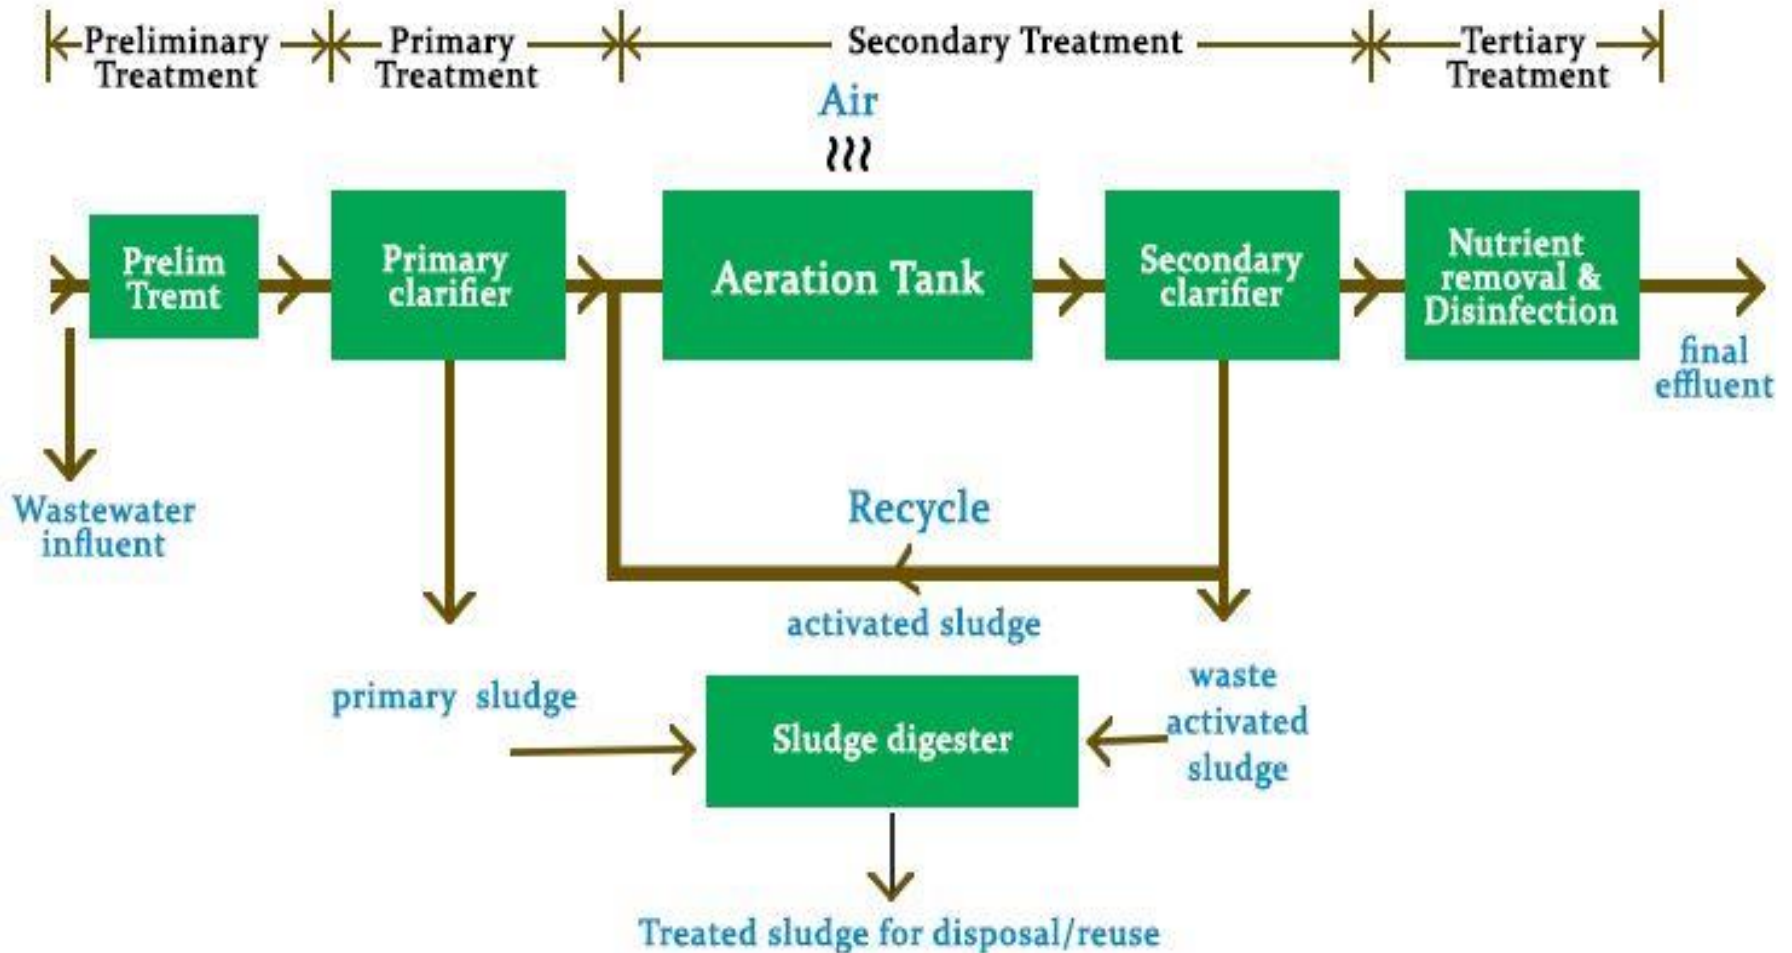 Preliminary
Treatment
Primary
Treatment
Secondary Treatment
Tertiary
Treatment
Air
Prelim
Tremt
Primary
clarifier
Aeration Tank
Secondary
clarifier
Nutrient
removal &
Disinfection
final
effluent
Wastewater
influent
Recycle
activated sludge
primary sludge
Sludge digester
waste
activated
sludge
Treated sludge for disposal/reuse